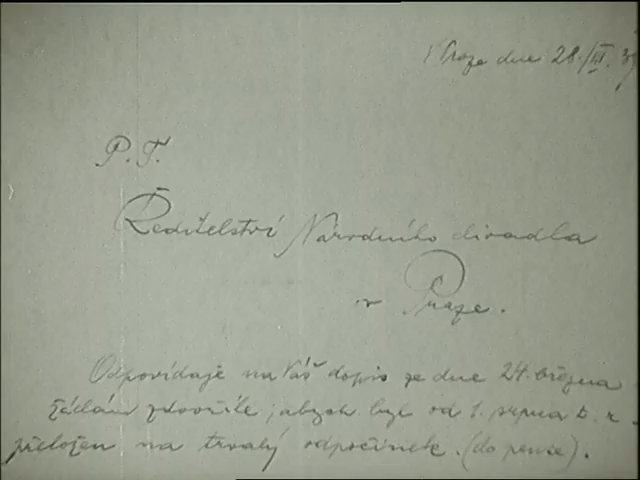 V Praze dne 28./III.
P. T.
Ředitelství Národního divadla
v Praze.
Odpovídaje na Váš dopis ze dne 24. března
žádám zdvořile, abych byl od 1. srpna t. r.
přeložen na trvalý odpočinek. (do pense).